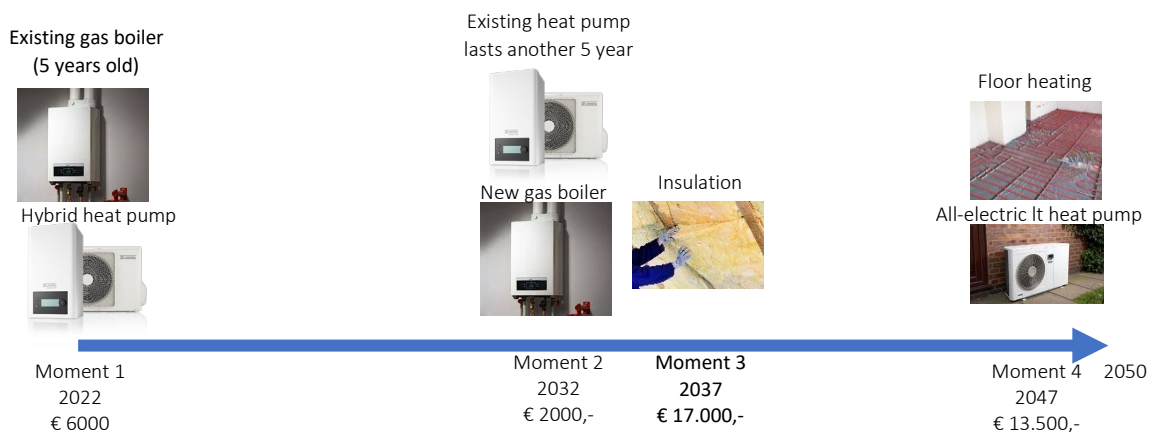 Existing gas boiler
(5 years old)
Hybrid heat pump
Existing heat pump
lasts another 5 year
New gas boiler
Insulation
Floor heating
All-electric lt heat pump
Moment 1
2022
€ 6000
Moment 2
2032
€ 2000,-
Moment 3
2037
€ 17.000,-
Moment 4
2047
€ 13.500,-
2050